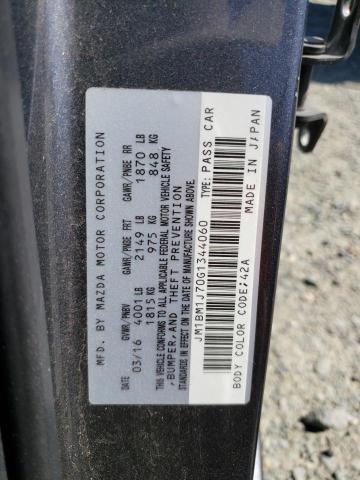 MFD. BY MAZDA MOTOR CORPORATION
DATE GVWR/PNBV GAWR/PNBE FRT GAWR/PNBE RR
03/16 4001 LB 2149 LB 1870 LB
1815 KG 975 KG 848 KG
THIS VEHICLE CONFORMS TO ALL APPLICABLE FEDERAL MOTOR VEHICLE SAFETY
,BUMPER,AND THEFT PREVENTION
STANDARDS IN EFFECT ON THE DATE OF MANUFACTURE SHOWN ABOVE.
JM1BM1J70G1344060 TYPE: PASS CAR
BODY COLOR CODE:42A MADE IN JAPAN